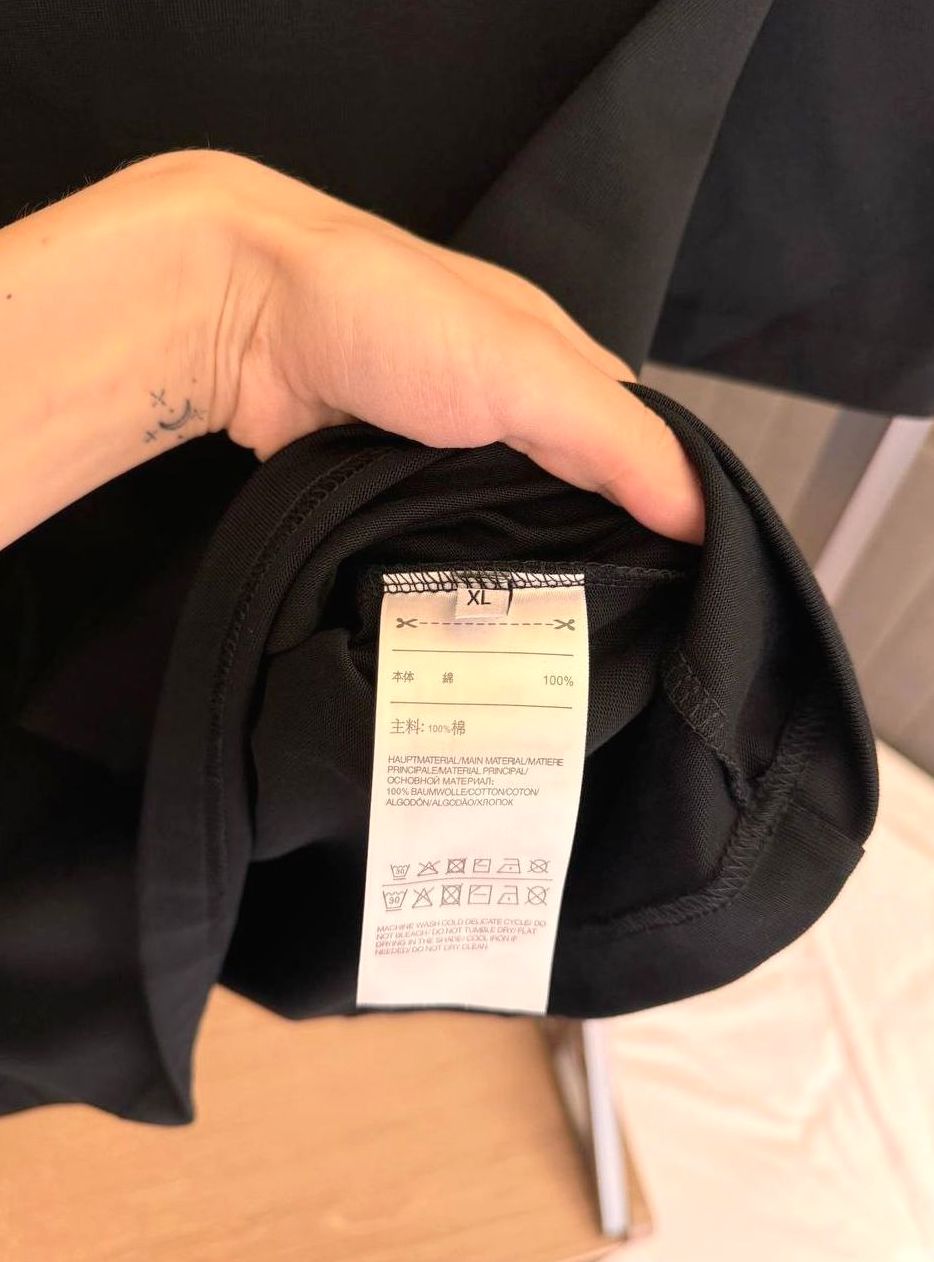 XL
本体 綿 100%
主料: 100%棉
HAUPTMATERIAL/MAIN MATERIAL/MATIERE
PRINCIPALE/MATERIAL PRINCIPAL/
ОСНОВНОЙ МАТЕРИАЛ:
100% BAUMWOLLE/COTTON/COTON/
ALGODÓN/ALGODÃO/ХЛОПОК
30
30
MACHINE WASH COLD DELICATE CYCLE/ DO
NOT BLEACH/ DO NOT TUMBLE DRY/ FLAT
DRYING IN THE SHADE/ COOL IRON IF
NEEDED/ DO NOT DRY CLEAN.